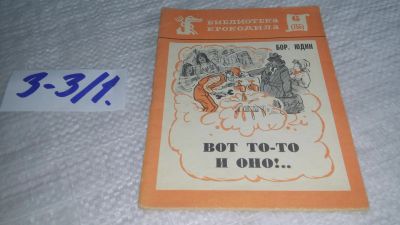 БИБЛИОТЕКА
КРОКОДИЛА
БОР. ЮДИН
ВОТ ТО-ТО
И ОНО!..
3-3/1.